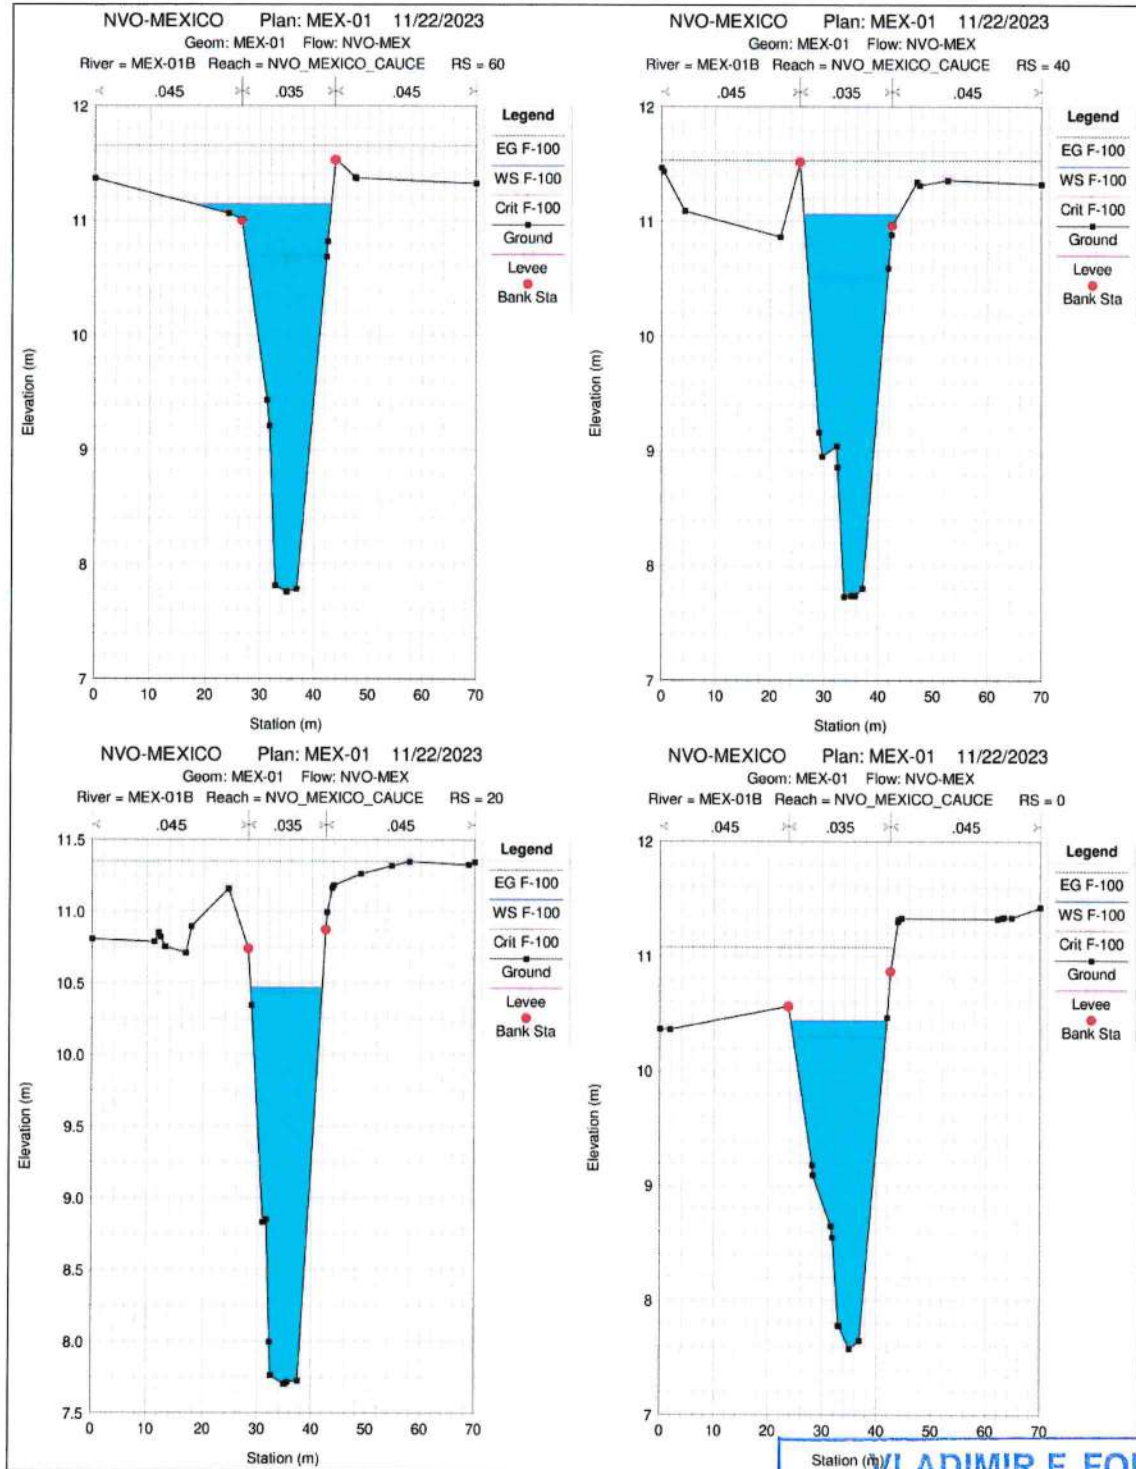 NVO-MEXICO Plan: MEX-01 11/22/2023
Geom: MEX-01 Flow: NVO-MEX
River = MEX-01B Reach = NVO_MEXICO_CAUCE RS = 60
.045 .035 .045
Legend
EG F-100
WS F-100
Crit F-100
Ground
Levee
Bank Sta
12
11
10
9
8
7
Elevation (m)
0 10 20 30 40 50 60 70
Station (m)
NVO-MEXICO Plan: MEX-01 11/22/2023
Geom: MEX-01 Flow: NVO-MEX
River = MEX-01B Reach = NVO_MEXICO_CAUCE RS = 40
.045 .035 .045
Legend
EG F-100
WS F-100
Crit F-100
Ground
Levee
Bank Sta
12
11
10
9
8
7
Elevation (m)
0 10 20 30 40 50 60 70
Station (m)
NVO-MEXICO Plan: MEX-01 11/22/2023
Geom: MEX-01 Flow: NVO-MEX
River = MEX-01B Reach = NVO_MEXICO_CAUCE RS = 20
.045 .035 .045
Legend
EG F-100
WS F-100
Crit F-100
Ground
Levee
Bank Sta
11.5
11.0
10.5
10.0
9.5
9.0
8.5
8.0
7.5
Elevation (m)
0 10 20 30 40 50 60 70
Station (m)
NVO-MEXICO Plan: MEX-01 11/22/2023
Geom: MEX-01 Flow: NVO-MEX
River = MEX-01B Reach = NVO_MEXICO_CAUCE RS = 0
.045 .035 .045
Legend
EG F-100
WS F-100
Crit F-100
Ground
Levee
Bank Sta
12
11
10
9
8
7
Elevation (m)
0 10 20 30 40 50 60 70
Station (m)
VLADIMIR F.